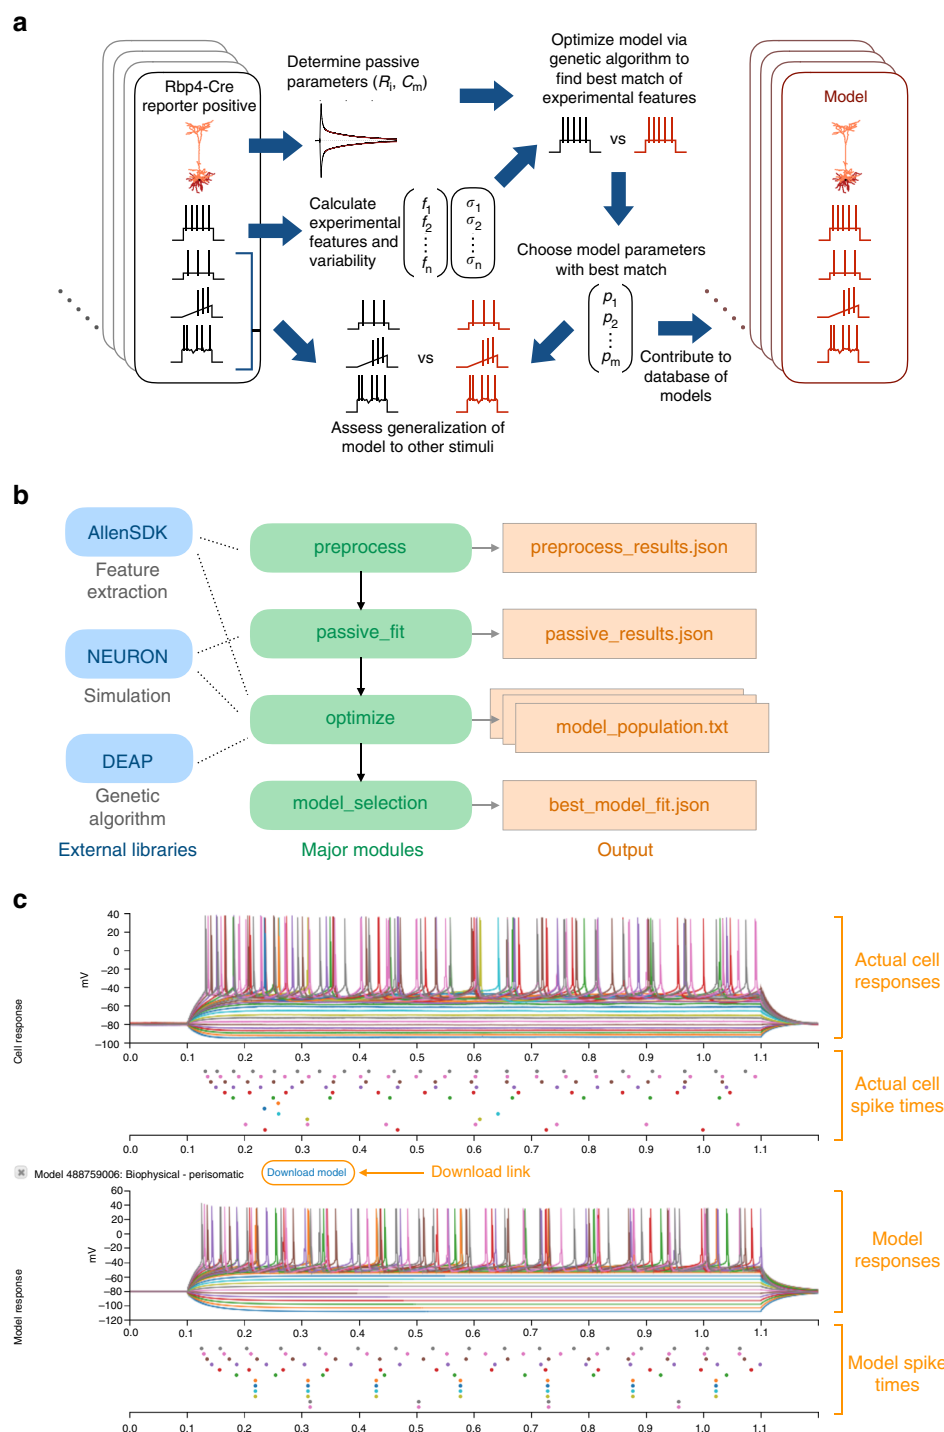 a
Rbp4-Cre
reporter positive
Determine passive
parameters (Ri, Cm)
Optimize model via
genetic algorithm to
find best match of
experimental features
vs
Model
Calculate
experimental
features and
variability
f1
f2
⋮
fn
σ1
σ2
⋮
σn
Choose model parameters
with best match
p1
p2
⋮
pm
vs
Contribute to
database of
models
Assess generalization of
model to other stimuli
b
AllenSDK
Feature
extraction
NEURON
Simulation
DEAP
Genetic
algorithm
External libraries
preprocess
passive_fit
optimize
model_selection
Major modules
preprocess_results.json
passive_results.json
model_population.txt
best_model_fit.json
Output
c
Cell response
mV
40
20
0
−20
−40
−60
−80
−100
0.0 0.1 0.2 0.3 0.4 0.5 0.6 0.7 0.8 0.9 1.0 1.1
Actual cell
responses
Actual cell
spike times
0.0 0.1 0.2 0.3 0.4 0.5 0.6 0.7 0.8 0.9 1.0 1.1
Model 488759006: Biophysical - perisomatic
Download model
Download link
Model response
mV
60
40
20
0
−20
−40
−60
−80
−100
−120
0.0 0.1 0.2 0.3 0.4 0.5 0.6 0.7 0.8 0.9 1.0 1.1
Model
responses
Model spike
times
0.0 0.1 0.2 0.3 0.4 0.5 0.6 0.7 0.8 0.9 1.0 1.1